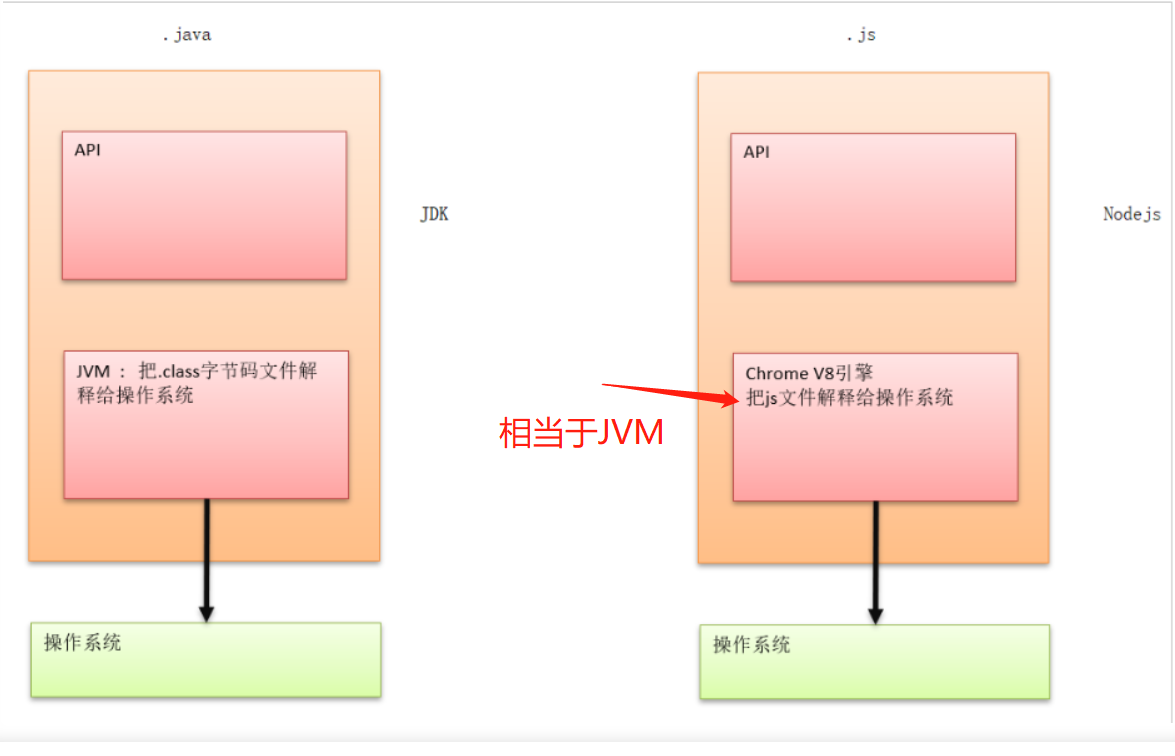 .java
.js
API
API
JDK
Nodejs
JVM ： 把.class字节码文件解
释给操作系统
Chrome V8引擎
把js文件解释给操作系统
相当于JVM
操作系统
操作系统